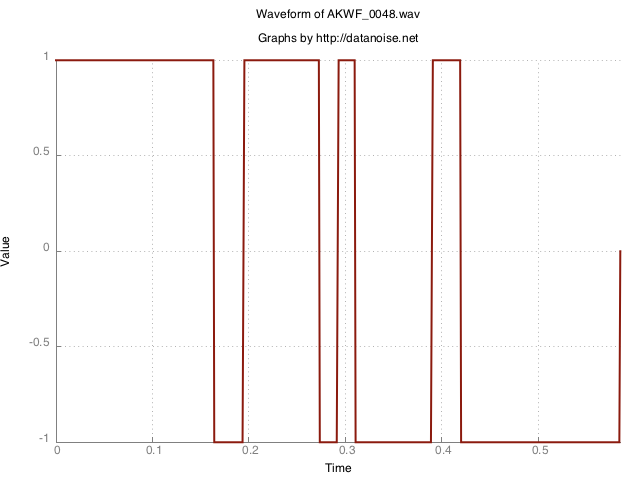 Waveform of AKWF_0048.wav
Graphs by http://datanoise.net
1
0.5
0
-0.5
-1
Value
0 0.1 0.2 0.3 0.4 0.5
Time